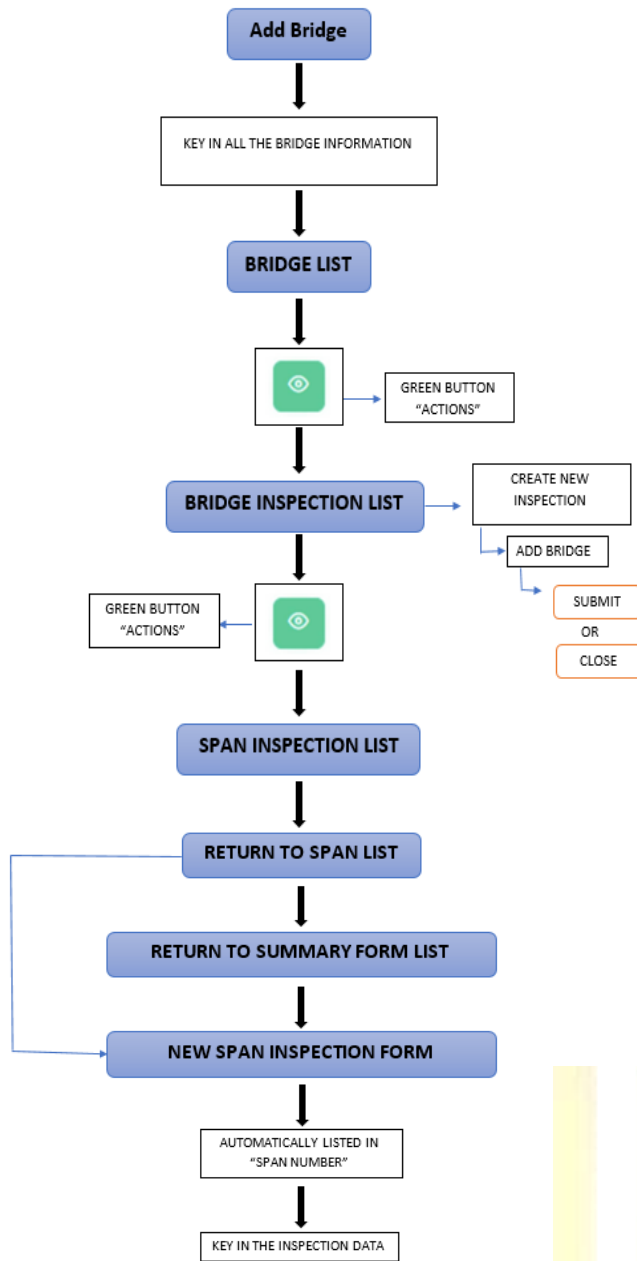 Add Bridge
KEY IN ALL THE BRIDGE INFORMATION
BRIDGE LIST
GREEN BUTTON
“ACTIONS”
BRIDGE INSPECTION LIST
CREATE NEW
INSPECTION
ADD BRIDGE
SUBMIT
OR
CLOSE
GREEN BUTTON
“ACTIONS”
SPAN INSPECTION LIST
RETURN TO SPAN LIST
RETURN TO SUMMARY FORM LIST
NEW SPAN INSPECTION FORM
AUTOMATICALLY LISTED IN
“SPAN NUMBER”
KEY IN THE INSPECTION DATA